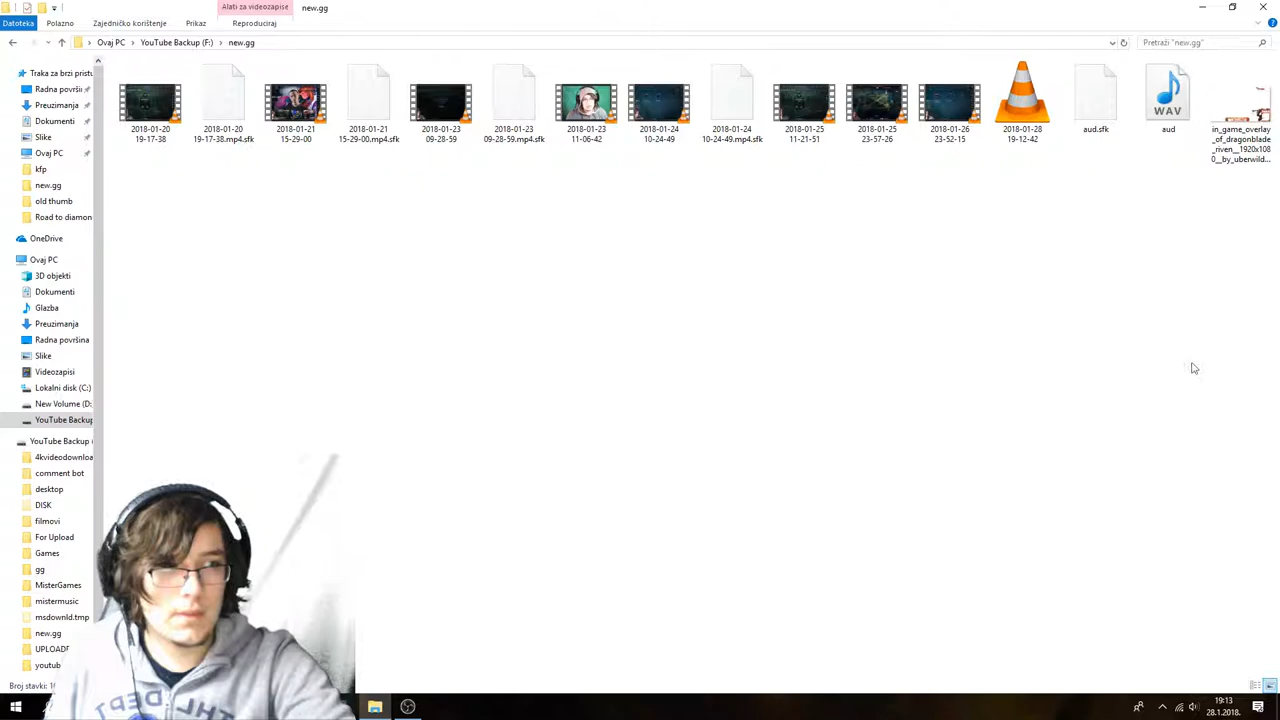 Alati za videozapise
new.gg
Datoteka
Polazno
Zajedničko korištenje
Prikaz
Reproduciraj
Ovaj PC
YouTube Backup (F:)
new.gg
Pretraži "new.gg"
Traka za brzi pristu
Radna površi
Preuzimanja
Dokumenti
Slike
Ovaj PC
kfp
new.gg
old thumb
Road to diamon
OneDrive
Ovaj PC
3D objekti
Dokumenti
Glazba
Preuzimanja
Radna površina
Slike
Videozapisi
Lokalni disk (C:)
New Volume (D:
YouTube Backup
YouTube Backup (
4kvideodownloa
comment bot
desktop
DISK
filmovi
For Upload
Games
gg
MisterGames
mistermusic
msdownld.tmp
new.gg
UPLOADE
youtub
Broj stavki:
2018-01-20
19-17-38
2018-01-20
19-17-38.mp4.sfk
2018-01-21
15-29-00
2018-01-21
15-29-00.mp4.sfk
2018-01-23
09-28-59
2018-01-23
09-28-59.mp4.sfk
2018-01-23
11-06-42
2018-01-24
10-24-49
2018-01-24
10-24-49.mp4.sfk
2018-01-25
11-21-51
2018-01-25
23-57-26
2018-01-26
23-52-15
2018-01-28
19-12-42
aud.sfk
WAV
aud
in_game_overlay
_of_dragonblade
_riven__1920x108
0__by_uberwild...
19:13
28.1.2018.